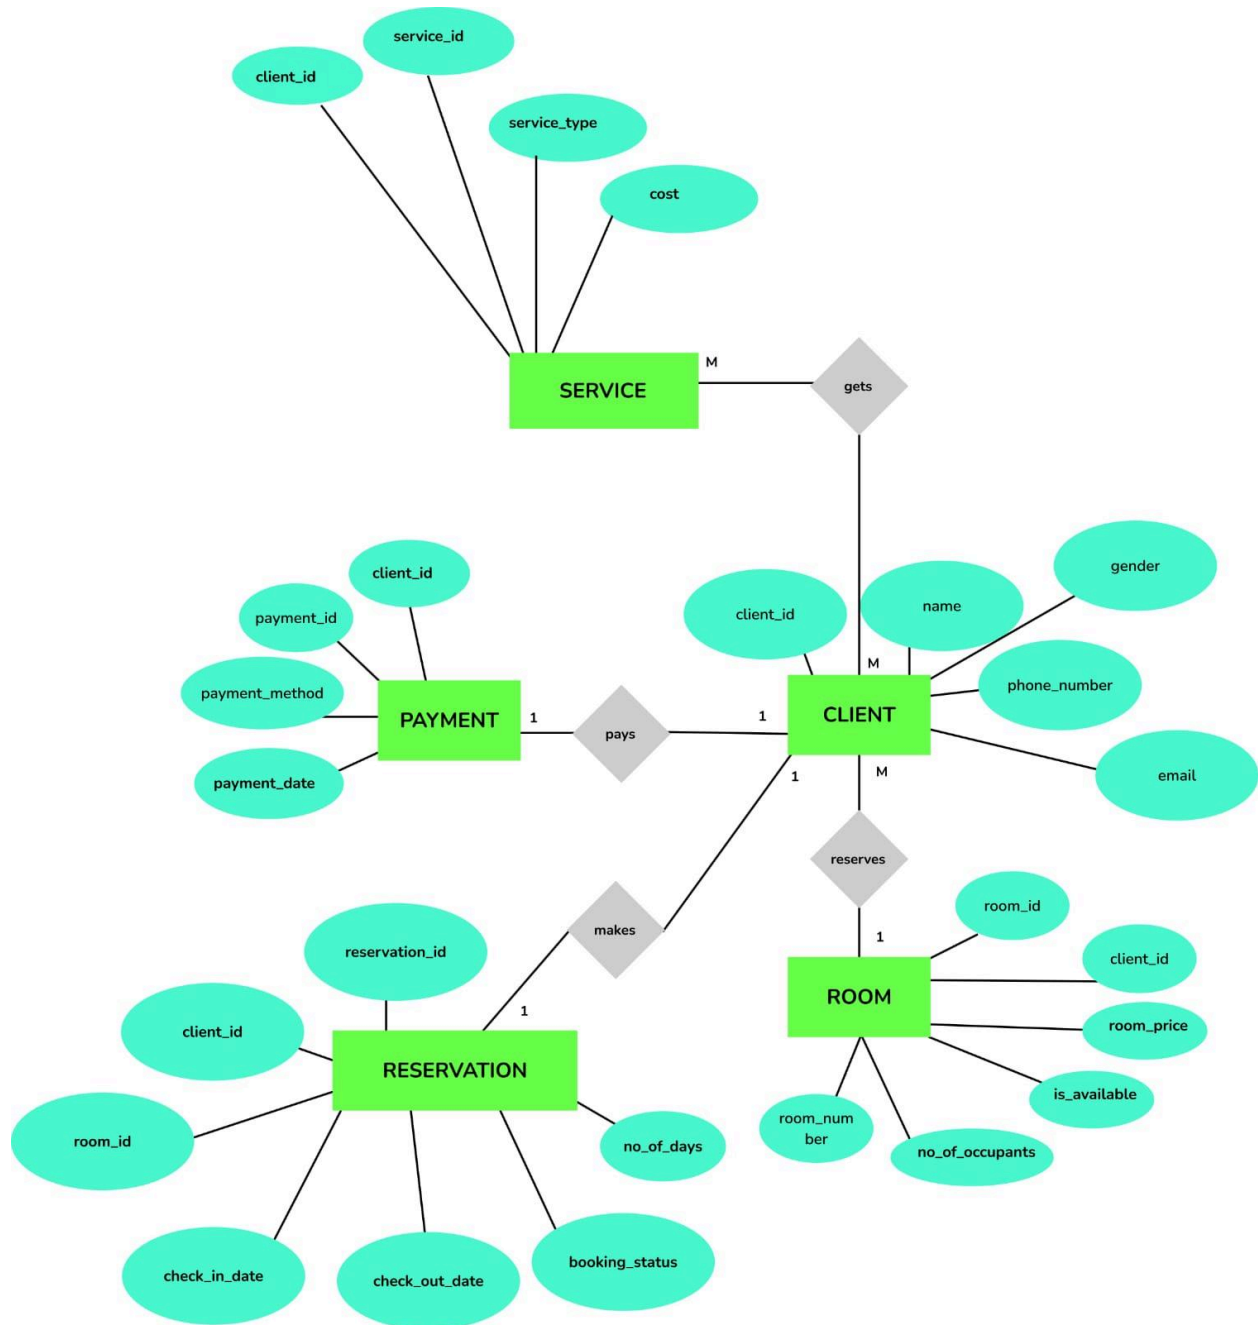 service_id
client_id
service_type
cost
M
SERVICE
gets
gender
client_id
payment_id
client_id
name
phone_number
payment_method
M
PAYMENT
1
pays
1
CLIENT
payment_date
1
M
email
reserves
room_id
makes
1
reservation_id
client_id
ROOM
1
room_price
client_id
RESERVATION
is_available
room_num
ber
no_of_occupants
room_id
no_of_days
check_in_date
check_out_date
booking_status